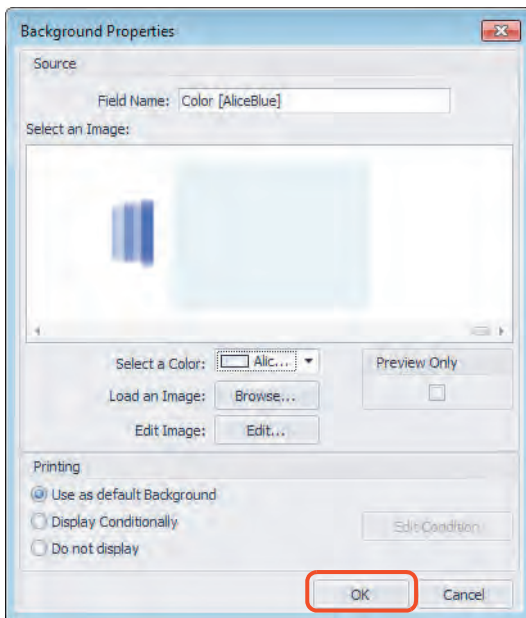 Background Properties
Source
Field Name: Color [AliceBlue]
Select an Image:
Select a Color: Alic...
Preview Only
Load an Image: Browse...
Edit Image: Edit...
Printing
Use as default Background
Display Conditionally
Edit Condition
Do not display
OK Cancel